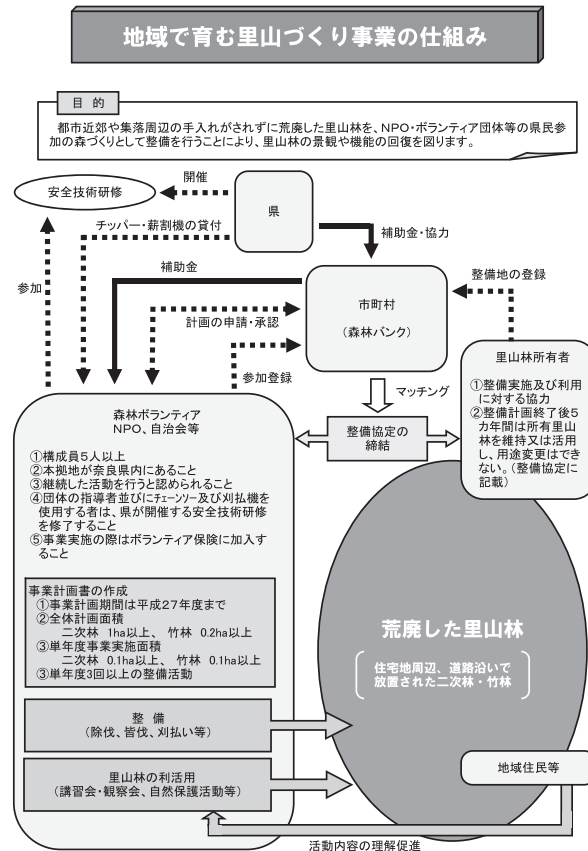 地域で育む里山づくり事業の仕組み
目 的
都市近郊や集落周辺の手入れがされずに荒廃した里山林を、NPO・ボランティア団体等の県民参
加の森づくりとして整備を行うことにより、里山林の景観や機能の回復を図ります。
開催
安全技術研修
県
チッパー・薪割機の貸付
補助金・協力
補助金
整備地の登録
参加
市町村
(森林バンク)
計画の申請・承認
参加登録
里山林所有者
①整備実施及び利用
に対する協力
②整備計画終了後5
カ年間は所有里山
林を維持又は活用
し、用途変更はでき
ない。(整備協定に
記載)
マッチング
整備協定の
締結
森林ボランティア
NPO、自治会等
①構成員5人以上
②本拠地が奈良県内にあること
③継続した活動を行うと認められること
④団体の指導者並びにチェーンソー及び刈払機を
使用する者は、県が開催する安全技術研修
を修了すること
⑤事業実施の際はボランティア保険に加入す
ること
事業計画書の作成
①事業計画期間は平成27年度まで
②全体計画面積
二次林 1ha以上、 竹林 0.2ha以上
③単年度事業実施面積
二次林 0.1ha以上、 竹林 0.1ha以上
③単年度3回以上の整備活動
荒廃した里山林
住宅地周辺、道路沿いで
放置された二次林・竹林
整 備
(除伐、皆伐、刈払い等)
里山林の利活用
(講習会・観察会、自然保護活動等)
地域住民等
活動内容の理解促進